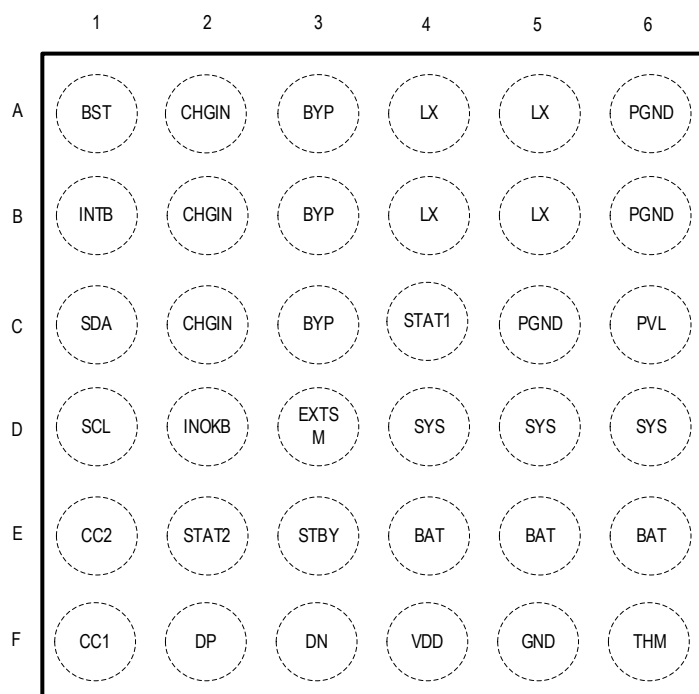 1 2 3 4 5 6
A BST CHGIN BYP LX LX PGND
B INTB CHGIN BYP LX LX PGND
C SDA CHGIN BYP STAT1 PGND PVL
D SCL INOKB EXTS SYS SYS SYS
M
E CC2 STAT2 STBY BAT BAT BAT
F CC1 DP DN VDD GND THM